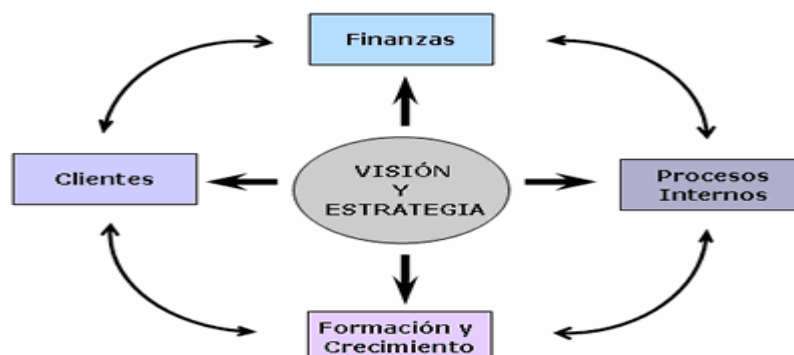 Finanzas
Clientes
VISIÓN
Y
ESTRATEGIA
Procesos
Internos
Formación y
Crecimiento